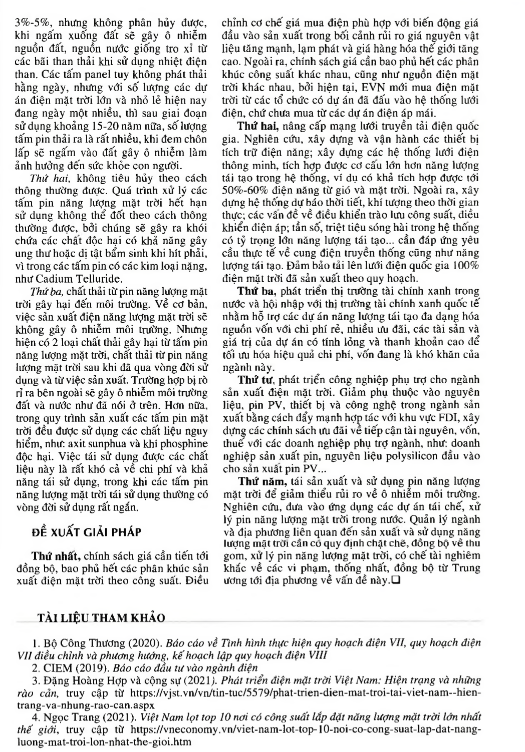 3%-5%, nhưng không phân hủy được,
khi ngấm xuống đất sẽ gây ô nhiễm
nguồn đất, nguồn nước giống tro xỉ từ
các bãi than thải khi sử dụng nhiệt điện
than. Các tấm panel tuy không phát thải
hằng ngày, nhưng với số lượng các dự
án điện mặt trời lớn và nhỏ lẻ hiện nay
đang ngày một nhiều, thì sau giai đoạn
sử dụng khoảng 15-20 năm nữa, số lượng
tấm pin thải ra là rất nhiều, khi đem chôn
lấp sẽ ngấm vào đất gây ô nhiễm làm
ảnh hưởng đến sức khỏe con người.
Thứ hai, không tiêu hủy theo cách
thông thường được. Quá trình xử lý các
tấm pin năng lượng mặt trời hết hạn
sử dụng không thể đốt theo cách thông
thường được, bởi chúng sẽ gây ra khói
chứa các chất độc hại có khả năng gây
ung thư hoặc dị tật bẩm sinh khi hít phải,
vì trong các tấm pin có các kim loại nặng,
như Cadium Telluride.
Thứ ba, chất thải từ pin năng lượng mặt
trời gây hại đến môi trường. Về cơ bản,
việc sản xuất điện năng lượng mặt trời sẽ
không gây ô nhiễm môi trường. Nhưng
hiện có 2 loại chất thải gây hại từ tấm pin
năng lượng mặt trời, chất thải từ pin năng
lượng mặt trời sau khi đã qua vòng đời sử
dụng và từ việc sản xuất. Trường hợp bị rò
rỉ ra bên ngoài sẽ gây ô nhiễm môi trường
đất và nước như đã nói ở trên. Hơn nữa,
trong quy trình sản xuất các tấm pin mặt
trời đều được sử dụng các chất liệu nguy
hiểm, như: axit sunphua và khí phosphine
độc hại. Việc tái sử dụng được các chất
liệu này là rất khó cả về chi phí và khả
năng tái sử dụng, trong khi các tấm pin
năng lượng mặt trời tái sử dụng thường có
vòng đời sử dụng rất ngắn.
ĐỀ XUẤT GIẢI PHÁP
Thứ nhất, chính sách giá cần tiến tới
đồng bộ, bao phủ hết các phân khúc sản
xuất điện mặt trời theo công suất. Điều
chỉnh cơ chế giá mua điện phù hợp với biến động giá
đầu vào sản xuất trong bối cảnh rủi ro giá nguyên vật
liệu tăng mạnh, lạm phát và giá hàng hóa thế giới tăng
cao. Ngoài ra, chính sách giá cần bao phủ hết các phân
khúc công suất khác nhau, cũng như nguồn điện mặt
trời khác nhau, bởi hiện tại, EVN mới mua điện mặt
trời từ các tổ chức có dự án đã đấu vào hệ thống lưới
điện, chứ chưa mua từ các dự án điện áp mái.
Thứ hai, nâng cấp mạng lưới truyền tải điện quốc
gia. Nghiên cứu, xây dựng và vận hành các thiết bị
tích trữ điện năng; xây dựng các hệ thống lưới điện
thông minh, tích hợp được cơ cấu lớn hơn năng lượng
tái tạo trong hệ thống, ví dụ có khả tích hợp được tới
50%-60% điện năng từ gió và mặt trời. Ngoài ra, xây
dựng hệ thống dự báo thời tiết, khí tượng theo thời gian
thực; các vấn đề về điều khiển trào lưu công suất, điều
khiển điện áp; tần số, triệt tiêu sóng hài trong hệ thống
có tỷ trọng lớn năng lượng tái tạo... cần đáp ứng yêu
cầu thực tế về cung điện truyền thống cũng như năng
lượng tái tạo. Đảm bảo tải lên lưới điện quốc gia 100%
điện mặt trời đã sản xuất theo quy hoạch.
Thứ ba, phát triển thị trường tài chính xanh trong
nước và hội nhập với thị trường tài chính xanh quốc tế
nhằm hỗ trợ các dự án năng lượng tái tạo đa dạng hóa
nguồn vốn với chi phí rẻ, nhiều ưu đãi, các tài sản và
giá trị của dự án có tính lỏng và thanh khoản cao để
tối ưu hóa hiệu quả chi phí, vốn đang là khó khăn của
ngành này.
Thứ tư, phát triển công nghiệp phụ trợ cho ngành
sản xuất điện mặt trời. Giảm phụ thuộc vào nguyên
liệu, pin PV, thiết bị và công nghệ trong ngành sản
xuất bằng cách đẩy mạnh hợp tác với khu vực FDI, xây
dựng các chính sách ưu đãi về tiếp cận tài nguyên, vốn,
thuế với các doanh nghiệp phụ trợ ngành, như: doanh
nghiệp sản xuất pin, nguyên liệu polysilicon đầu vào
cho sản xuất pin PV...
Thứ năm, tái sản xuất và sử dụng pin năng lượng
mặt trời để giảm thiểu rủi ro về ô nhiễm môi trường.
Nghiên cứu, đưa vào ứng dụng các dự án tái chế, xử
lý pin năng lượng mặt trời trong nước. Quản lý ngành
và địa phương liên quan đến sản xuất và sử dụng năng
lượng mặt trời cần có quy định chặt chẽ, đồng bộ về thu
gom, xử lý pin năng lượng mặt trời, có chế tài nghiêm
khắc về các vi phạm, thống nhất, đồng bộ từ Trung
ương tới địa phương về vấn đề này.❑
TÀI LIỆU THAM KHẢO
1. Bộ Công Thương (2020). Báo cáo về Tình hình thực hiện quy hoạch điện VII, quy hoạch điện
VII điều chỉnh và phương hướng, kế hoạch lập quy hoạch điện VIII
2. CIEM (2019). Báo cáo đầu tư vào ngành điện
3. Đặng Hoàng Hợp và cộng sự (2021). Phát triển điện mặt trời Việt Nam: Hiện trạng và những
rào cản, truy cập từ https://vjst.vn/vn/tin-tuc/5579/phat-trien-dien-mat-troi-tai-viet-nam--hien-
trang-va-nhung-rao-can.aspx
4. Ngọc Trang (2021). Việt Nam lọt top 10 nơi có công suất lắp đặt năng lượng mặt trời lớn nhất
thế giới, truy cập từ https://vneconomy.vn/viet-nam-lot-top-10-noi-co-cong-suat-lap-dat-nang-
luong-mat-troi-lon-nhat-the-gioi.htm